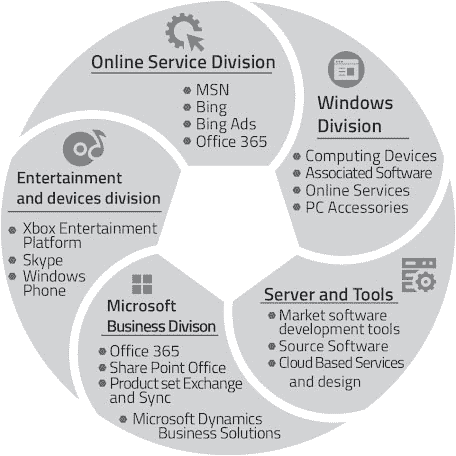 Online Service Division
MSN
Bing
Bing Ads
Office 365
Windows
Division
Computing Devices
Associated Software
Online Services
PC Accessories
Server and Tools
Market software
development tools
Source Software
Cloud Based Services
and design
Microsoft
Business Divison
Office 365
Share Point Office
Product set Exchange
and Sync
Microsoft Dynamics
Business Solutions
Entertainment
and devices division
Xbox Entertainment
Platform
Skype
Windows
Phone